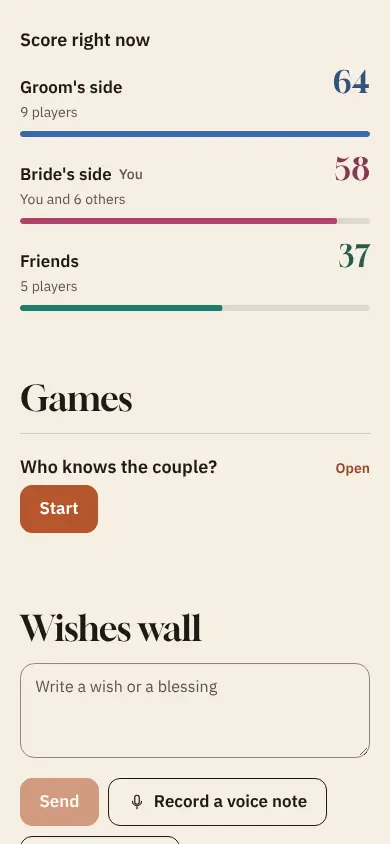 Score right now
Groom's side
64
9 players
Bride's side You
58
You and 6 others
Friends
37
5 players
Games
Who knows the couple?
Open
Start
Wishes wall
Write a wish or a blessing
Send
Record a voice note